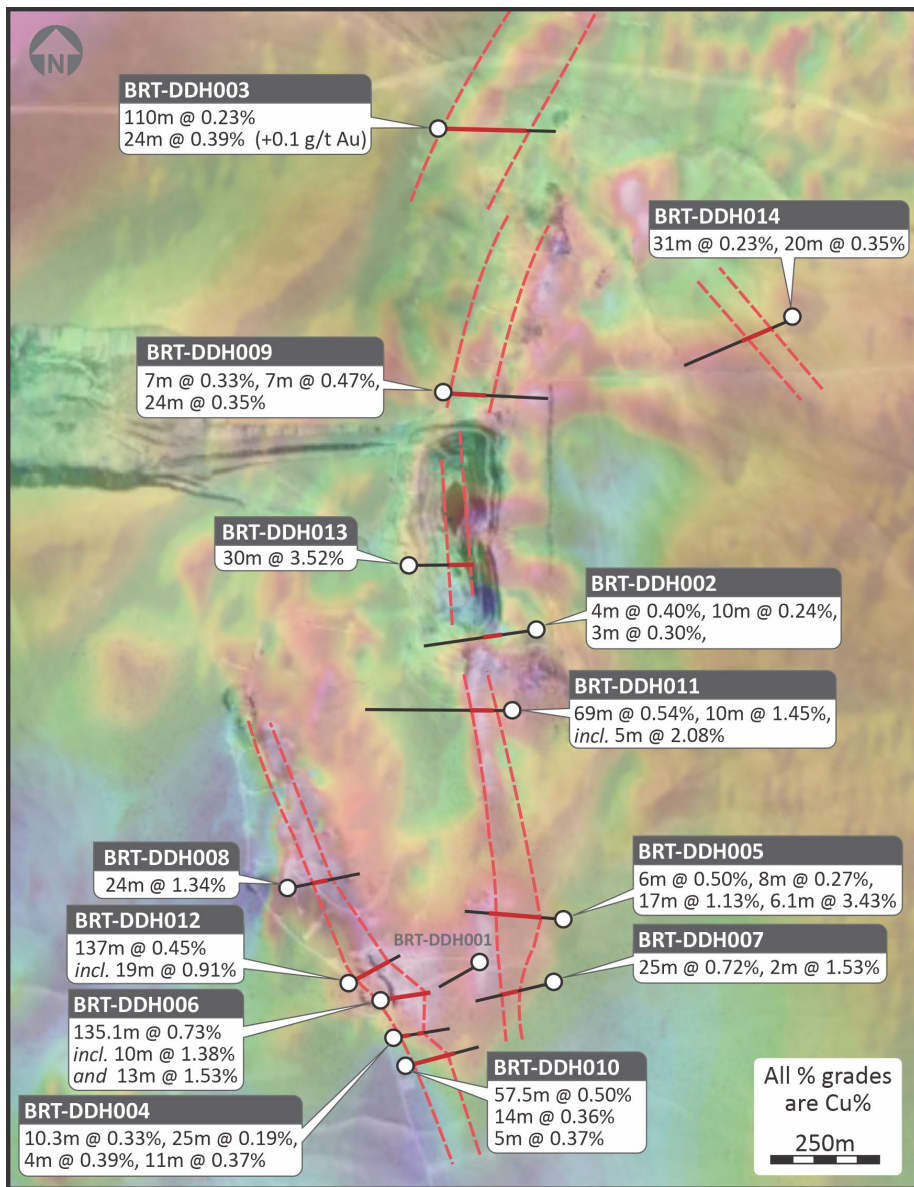 N
BRT-DDH003
110m @ 0.23%
24m @ 0.39% (+0.1 g/t Au)
BRT-DDH014
31m @ 0.23%, 20m @ 0.35%
BRT-DDH009
7m @ 0.33%, 7m @ 0.47%,
24m @ 0.35%
BRT-DDH013
30m @ 3.52%
BRT-DDH002
4m @ 0.40%, 10m @ 0.24%,
3m @ 0.30%,
BRT-DDH011
69m @ 0.54%, 10m @ 1.45%,
incl. 5m @ 2.08%
BRT-DDH008
24m @ 1.34%
BRT-DDH005
6m @ 0.50%, 8m @ 0.27%,
17m @ 1.13%, 6.1m @ 3.43%
BRT-DDH012
137m @ 0.45%
incl. 19m @ 0.91%
BRT-DDH001
BRT-DDH007
25m @ 0.72%, 2m @ 1.53%
BRT-DDH006
135.1m @ 0.73%
incl. 10m @ 1.38%
and 13m @ 1.53%
BRT-DDH010
57.5m @ 0.50%
14m @ 0.36%
5m @ 0.37%
BRT-DDH004
10.3m @ 0.33%, 25m @ 0.19%,
4m @ 0.39%, 11m @ 0.37%
All % grades
are Cu%
250m